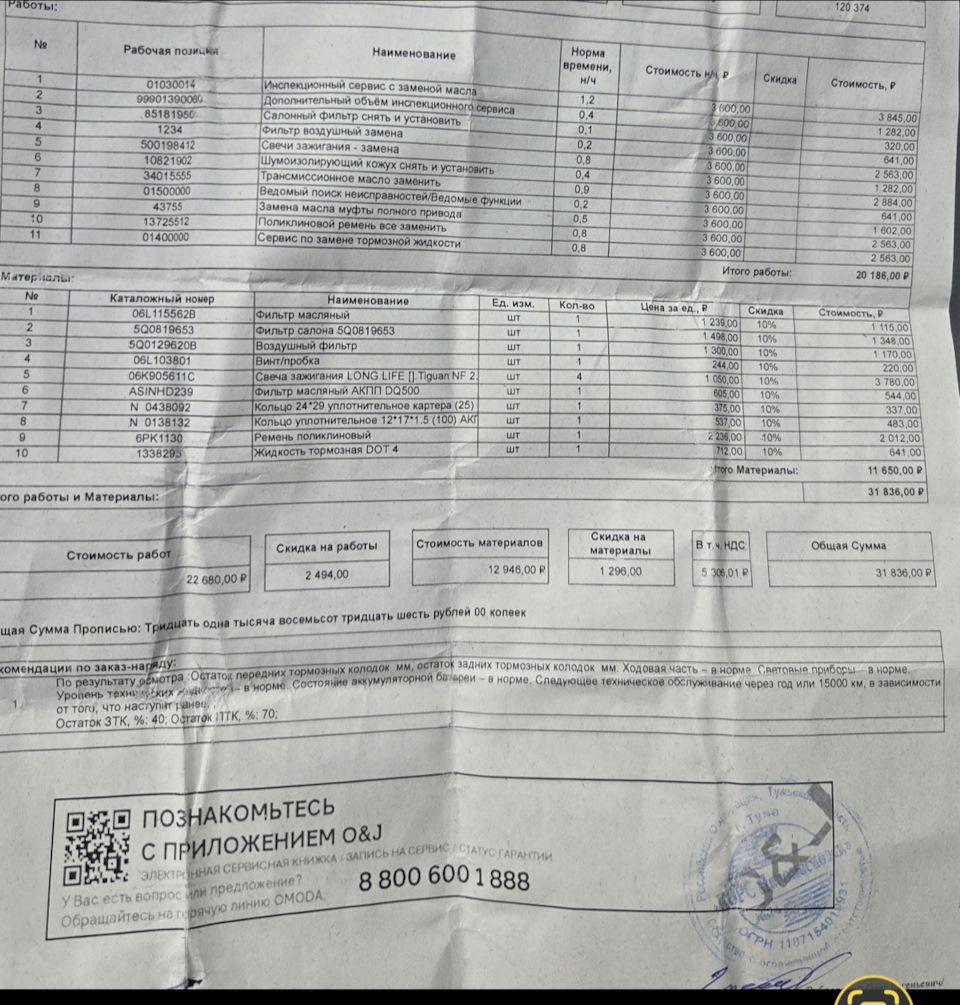 Работы:
120 374
№ Рабочая позиция Наименование Норма времени, н/ч Стоимость н/ч, ₽ Скидка Стоимость, ₽
1 01030014 Инспекционный сервис с заменой масла 1,2 3 600,00 3 845,00
2 99901390060 Дополнительный объём инспекционного сервиса 0,4 3 600,00 1 282,00
3 85181950 Салонный фильтр снять и установить 0,1 3 600,00 320,00
4 1234 Фильтр воздушный замена 0,2 3 600,00 641,00
5 500198412 Свечи зажигания - замена 0,8 3 600,00 2 563,00
6 10821902 Шумоизолирующий кожух снять и установить 0,4 3 600,00 1 282,00
7 34015555 Трансмиссионное масло заменить 0,9 3 600,00 2 884,00
8 01500000 Ведомый поиск неисправностей/Ведомые функции 0,2 3 600,00 641,00
9 43755 Замена масла муфты полного привода 0,5 3 600,00 1 602,00
10 13725512 Поликлиновой ремень все заменить 0,8 3 600,00 2 563,00
11 01400000 Сервис по замене тормозной жидкости 0,8 3 600,00 2 563,00
Итого работы: 20 186,00 ₽
Материалы:
№ Каталожный номер Наименование Ед. изм. Кол-во Цена за ед., ₽ Скидка Стоимость, ₽
1 06L115562B Фильтр масляный шт 1 1 239,00 10% 1 115,00
2 5Q0819653 Фильтр салона 5Q0819653 шт 1 1 498,00 10% 1 348,00
3 5Q0129620B Воздушный фильтр шт 1 1 300,00 10% 1 170,00
4 06L103801 Винт/пробка шт 1 244,00 10% 220,00
5 06K905611C Свеча зажигания LONG LIFE [] Tiguan NF 2. шт 4 1 050,00 10% 3 780,00
6 ASINHD239 Фильтр масляный АКПП DQ500 шт 1 605,00 10% 544,00
7 N 0438092 Кольцо 24*29 уплотнительное картера (25) шт 1 375,00 10% 337,00
8 N 0138132 Кольцо уплотнительное 12*17*1.5 (100) АКГ шт 1 537,00 10% 483,00
9 6PK1130 Ремень поликлиновый шт 1 2 236,00 10% 2 012,00
10 1338295 Жидкость тормозная DOT 4 шт 1 712,00 10% 641,00
Итого Материалы: 11 650,00 ₽
ого работы и Материалы: 31 836,00 ₽
Стоимость работ Скидка на работы Стоимость материалов Скидка на материалы В т.ч. НДС Общая Сумма
22 680,00 ₽ 2 494,00 12 946,00 ₽ 1 296,00 5 306,01 ₽ 31 836,00 ₽
щая Сумма Прописью: Тридцать одна тысяча восемьсот тридцать шесть рублей 00 копеек
комендации по заказ-наряду:
1. По результату осмотра :Остаток передних тормозных колодок мм, остаток задних тормозных колодок мм. Ходовая часть – в норме. Световые приборы – в норме.
Уровень – в норме. Состояние аккумуляторной батареи – в норме. Следующее техническое обслуживание через год или 15000 км, в зависимости
от того, что наступит ранее.
Остаток ЗТК, %: 40; Остаток ПТК, %: 70;
ПОЗНАКОМЬТЕСЬ
С ПРИЛОЖЕНИЕМ O&J
ЭЛЕКТРОННАЯ СЕРВИСНАЯ КНИЖКА / ЗАПИСЬ НА СЕРВИС / СТАТУС ГАРАНТИИ
У Вас есть вопрос или предложение?
Обращайтесь на горячую линию OMODA.
8 800 600 1 888
г. Тула